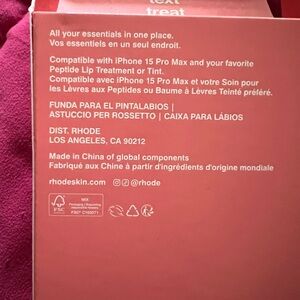 text
treat
All your essentials in one place.
Vos essentiels en un seul endroit.
Compatible with iPhone 15 Pro Max and your favorite
Peptide Lip Treatment or Tint.
Compatible avec iPhone 15 Pro Max et votre Soin pour
les Lèvres aux Peptides ou Baume à Lèvres Teinté préféré.
FUNDA PARA EL PINTALABIOS |
ASTUCCIO PER ROSSETTO | CAIXA PARA LÁBIOS
DIST. RHODE
LOS ANGELES, CA 90212
Made in China of global components
Fabriqué aux Chine à partir d'ingrédients d'origine mondiale
rhodeskin.com @rhode
FSC
MIX